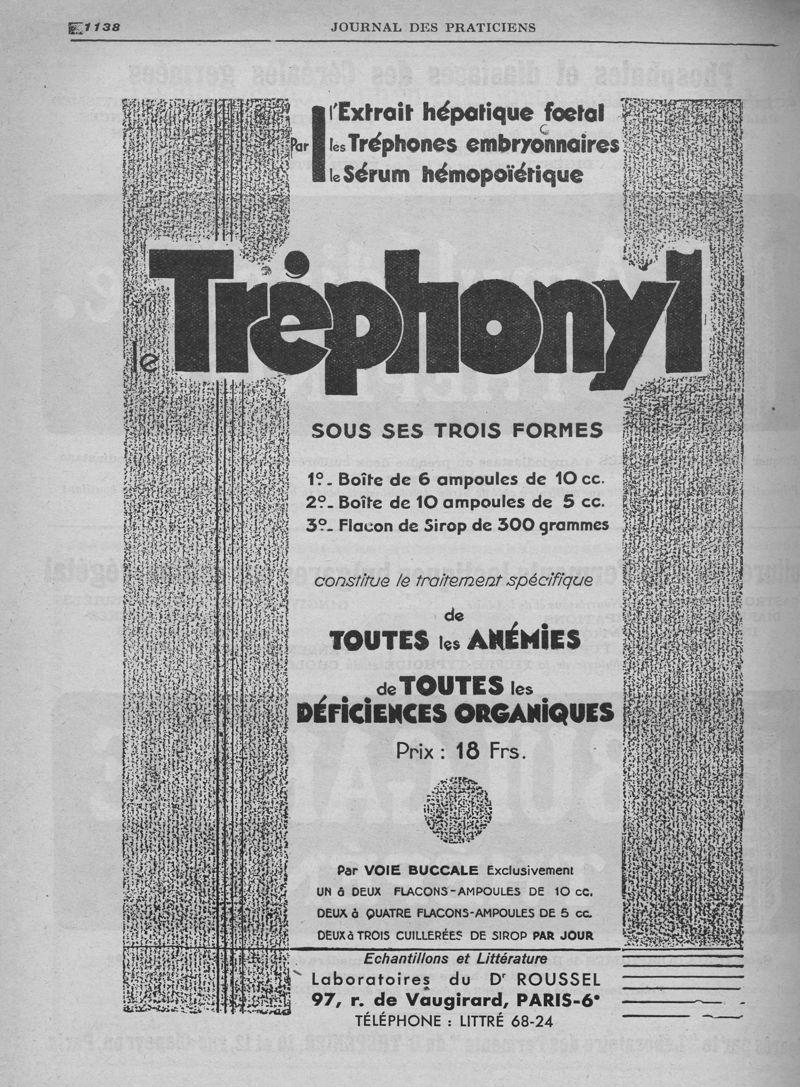 1138
JOURNAL DES PRATICIENS
l'Extrait hépatique foetal
Par les Tréphones embryonnaires
le Sérum hémopoïétique
le Tréphonyl
SOUS SES TROIS FORMES
1º_ Boîte de 6 ampoules de 10 cc.
2º_ Boîte de 10 ampoules de 5 cc.
3º_ Flacon de Sirop de 300 grammes
constitue le traitement spécifique
de
TOUTES les ANÉMIES
de TOUTES les
DÉFICIENCES ORGANIQUES
Prix : 18 Frs.
Par VOIE BUCCALE Exclusivement
UN à DEUX FLACONS-AMPOULES DE 10 cc.
DEUX à QUATRE FLACONS-AMPOULES DE 5 cc.
DEUX à TROIS CUILLERÉES DE SIROP PAR JOUR
Echantillons et Littérature
Laboratoires du Dr ROUSSEL
97, r. de Vaugirard, PARIS-6e
TÉLÉPHONE : LITTRÉ 68-24